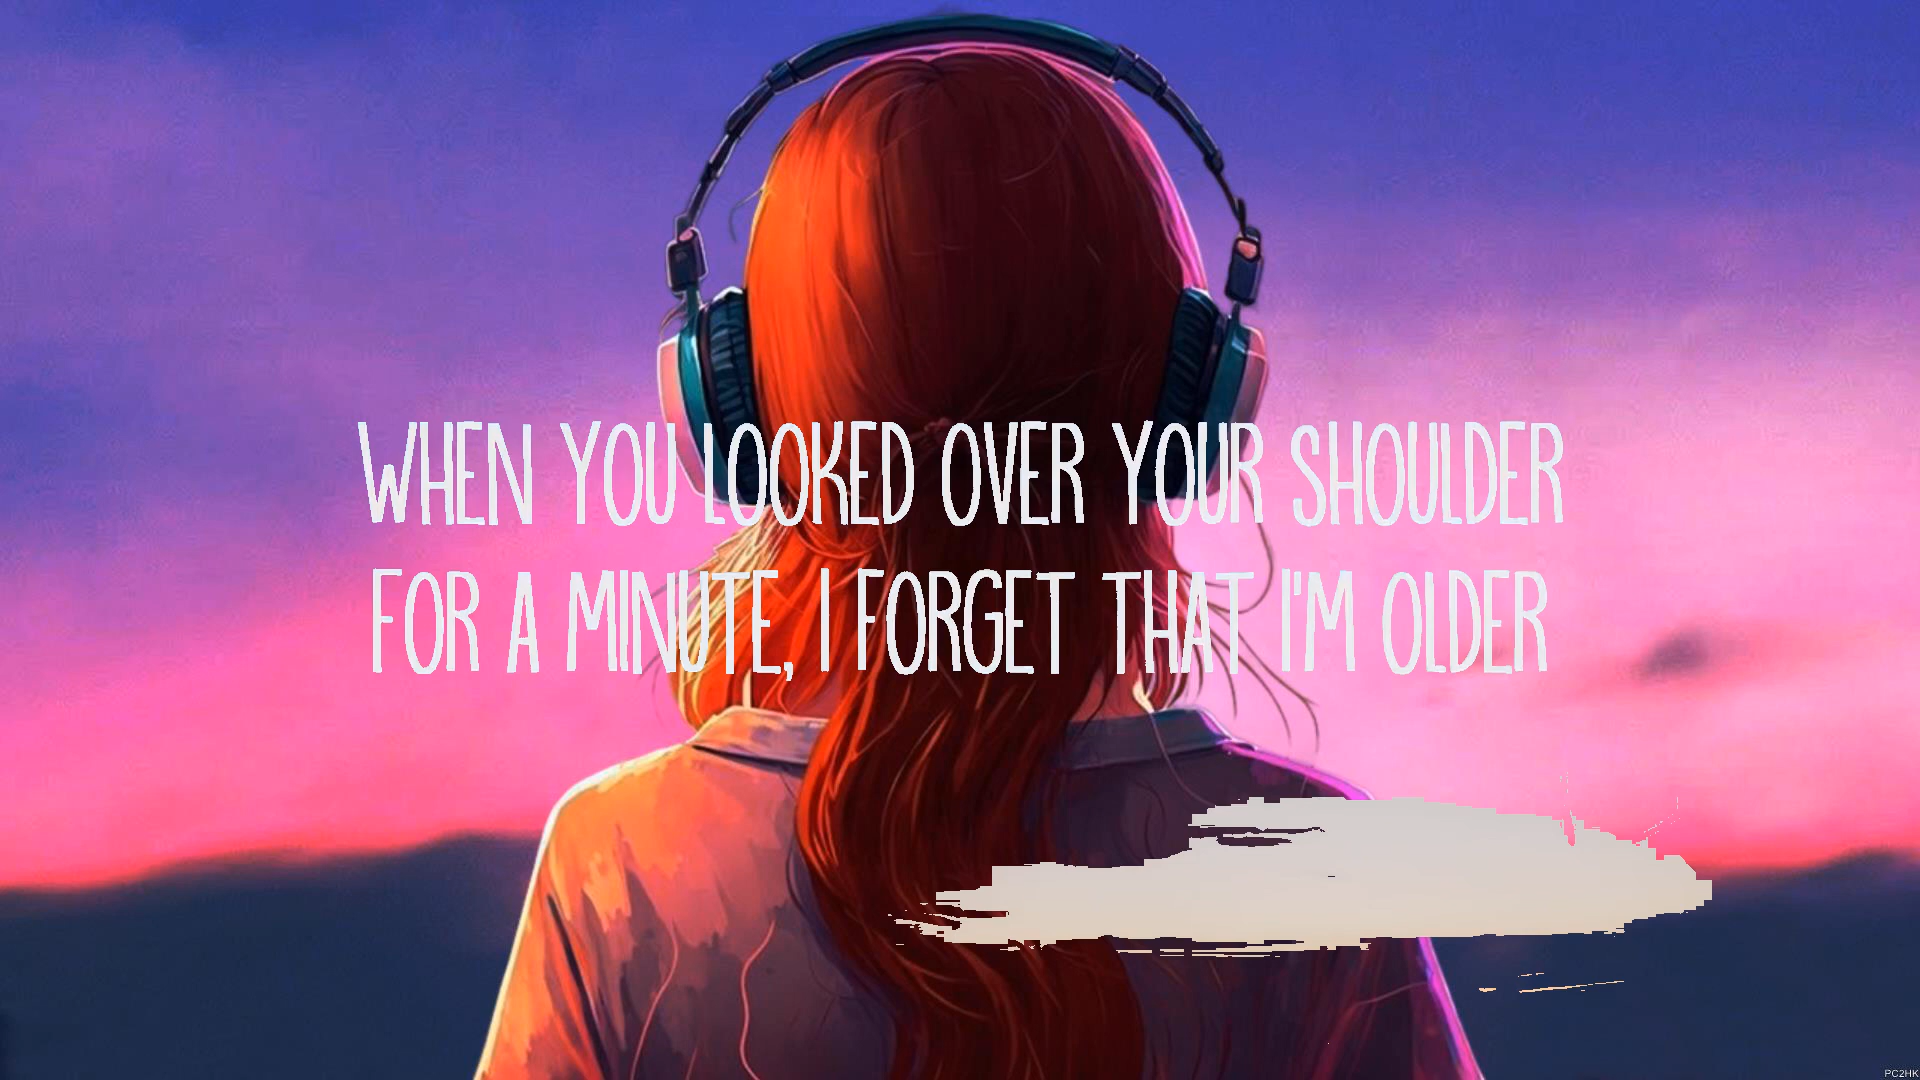 WHEN YOU LOOKED OVER YOUR SHOULDER
FOR A MINUTE, I FORGET THAT I'M OLDER
PC2HK